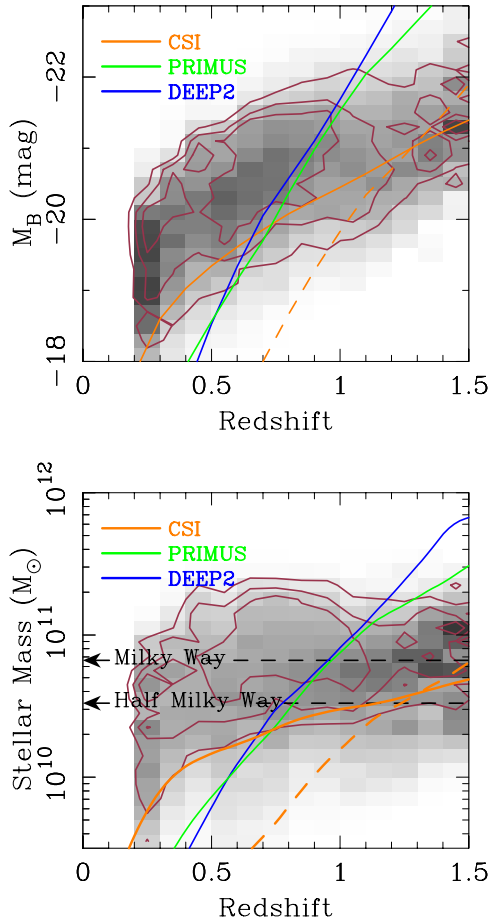 −22
−20
−18
M_B (mag)
CSI
PRIMUS
DEEP2
0
0.5
1
1.5
Redshift
10^12
10^11
10^10
Stellar Mass (M_⊙)
CSI
PRIMUS
DEEP2
Milky Way
Half Milky Way
0
0.5
1
1.5
Redshift